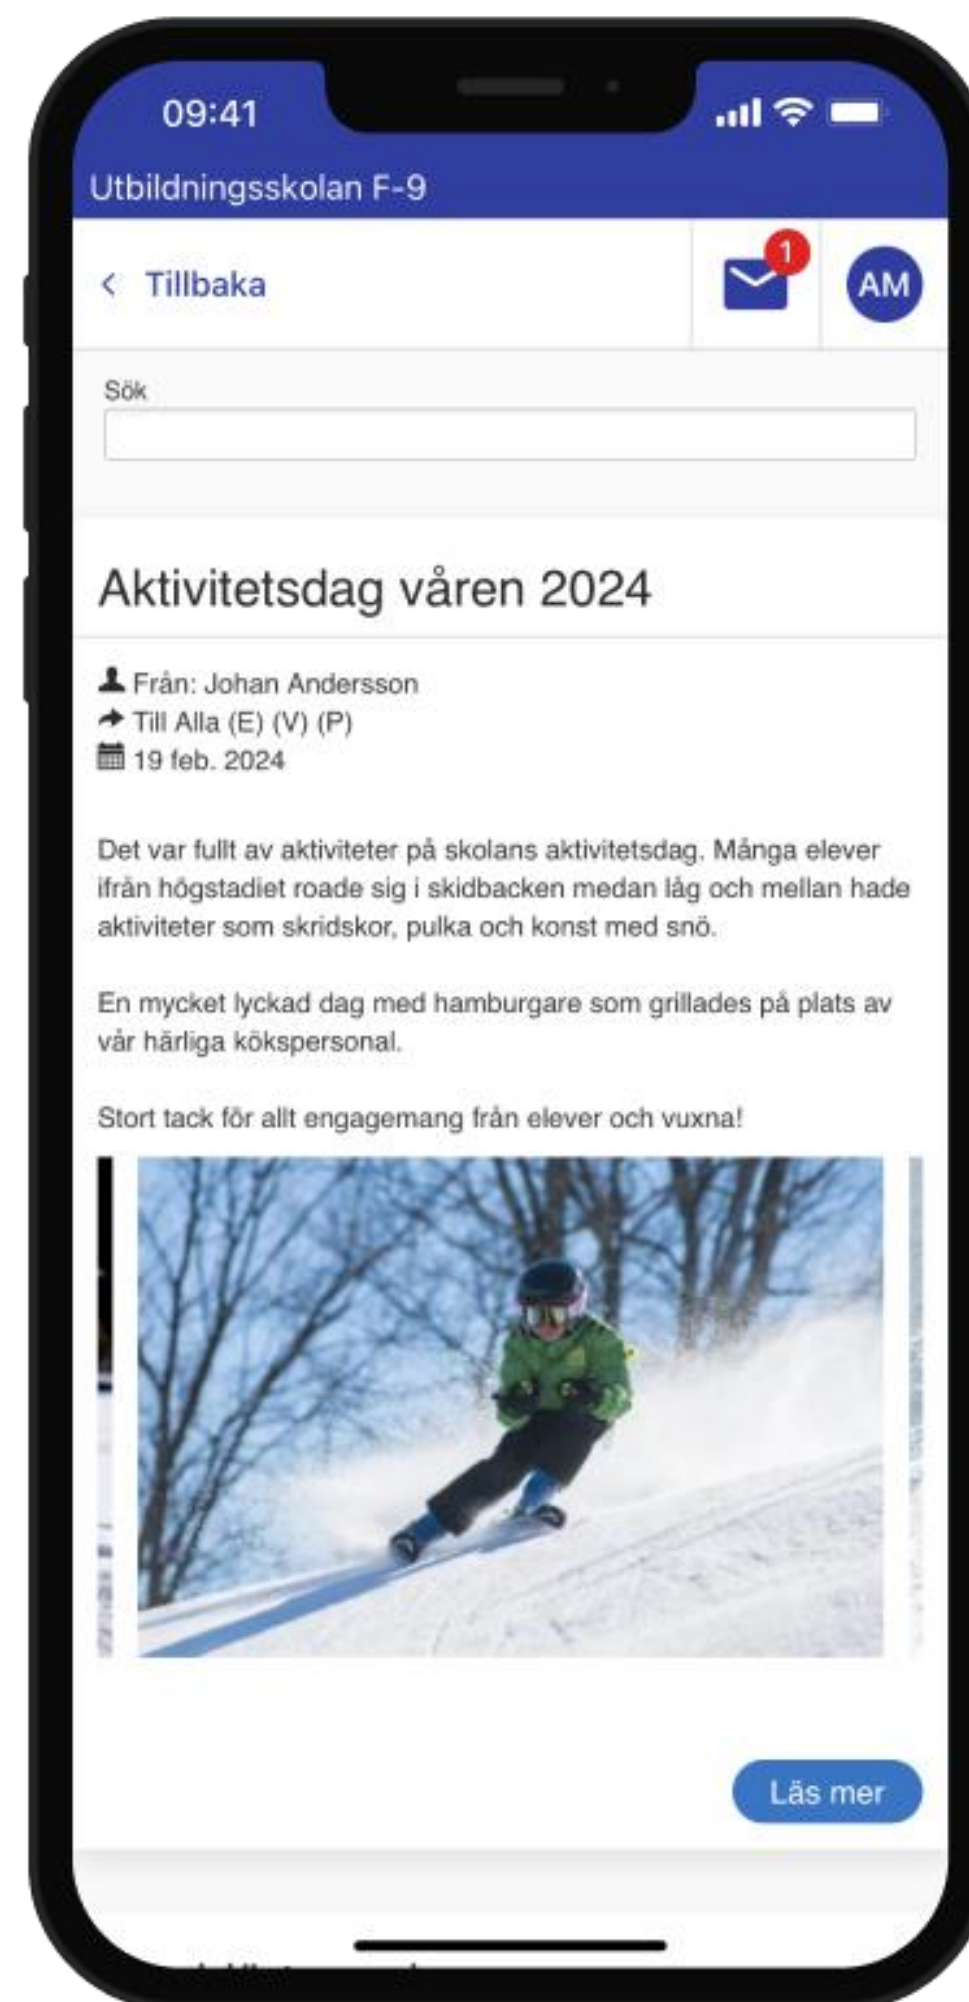 09:41
Utbildningsskolan F-9
< Tillbaka
1
AM
Sök
Aktivitetsdag våren 2024
Från: Johan Andersson
Till Alla (E) (V) (P)
19 feb. 2024
Det var fullt av aktiviteter på skolans aktivitetsdag. Många elever
ifrån högstadiet roade sig i skidbacken medan låg och mellan hade
aktiviteter som skridskor, pulka och konst med snö.
En mycket lyckad dag med hamburgare som grillades på plats av
vår härliga kökspersonal.
Stort tack för allt engagemang från elever och vuxna!
Läs mer